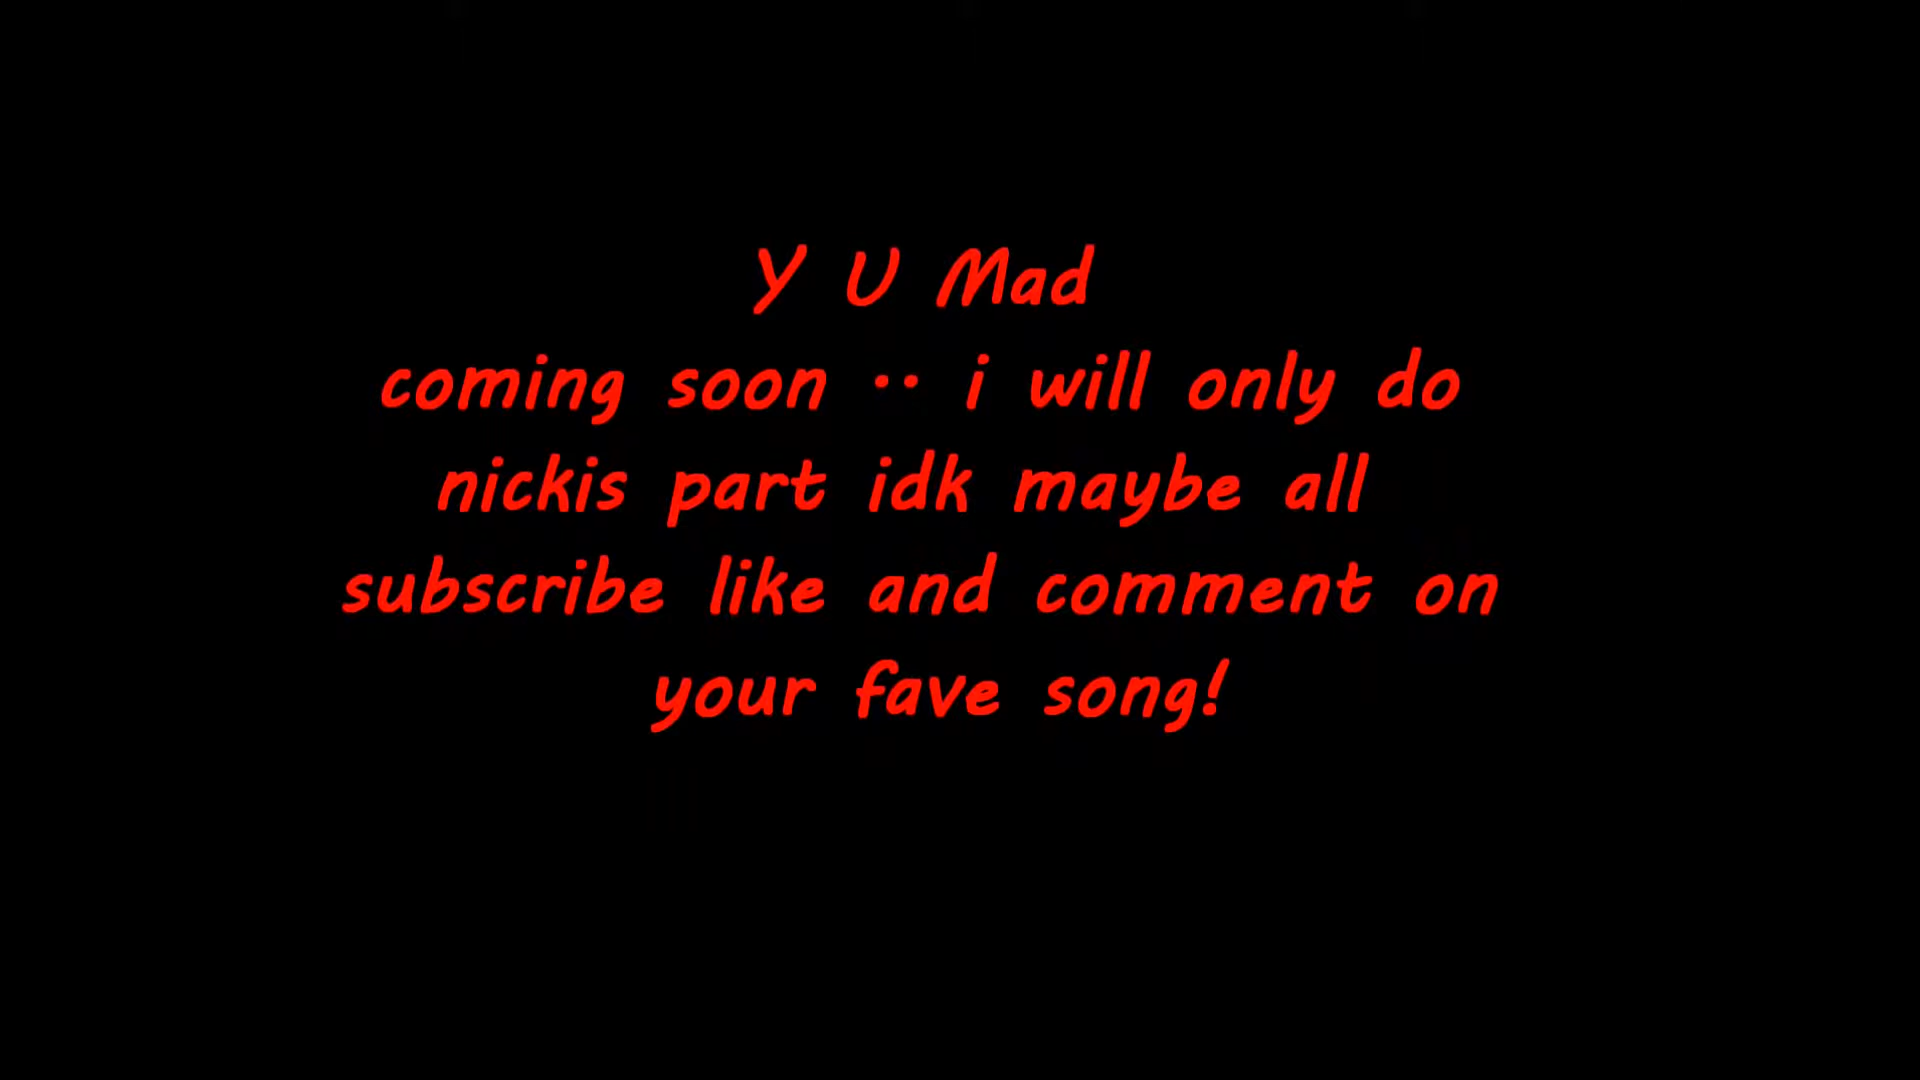 Y U Mad
coming soon .. i will only do
nickis part idk maybe all
subscribe like and comment on
your fave song!